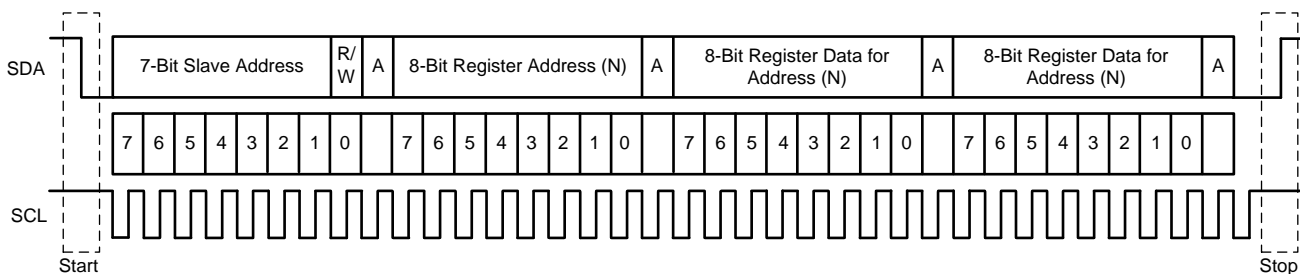 SDA
7-Bit Slave Address
R/
W
A
8-Bit Register Address (N)
A
8-Bit Register Data for
Address (N)
A
8-Bit Register Data for
Address (N)
A
7 6 5 4 3 2 1 0 7 6 5 4 3 2 1 0 7 6 5 4 3 2 1 0 7 6 5 4 3 2 1 0
SCL
Start
Stop